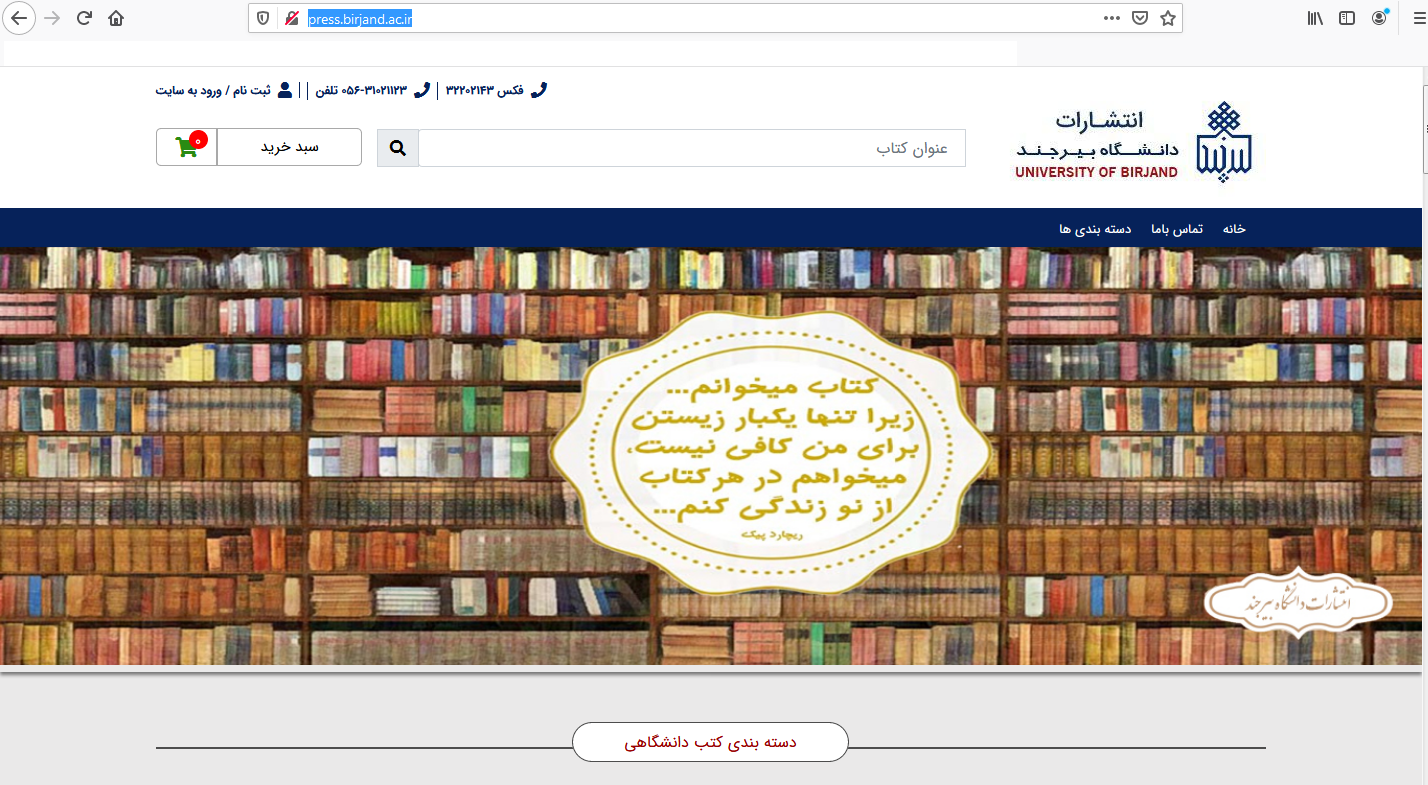 press.birjand.ac.ir
ثبت نام / ورود به سایت | | تلفن ۰۵۶-۳۱۰۲۱۱۲۳ | فکس ۳۲۲۰۲۱۴۳
انتشارات
دانشگاه بیرجند
UNIVERSITY OF BIRJAND
عنوان کتاب
سبد خرید
۰
خانه
تماس باما
دسته بندی ها
کتاب میخوانم...
زیرا تنها یکبار زیستن
برای من کافی نیست،
میخواهم در هر کتاب
از نو زندگی کنم...
ریچارد پیک
انتشارات دانشگاه بیرجند
دسته بندی کتب دانشگاهی